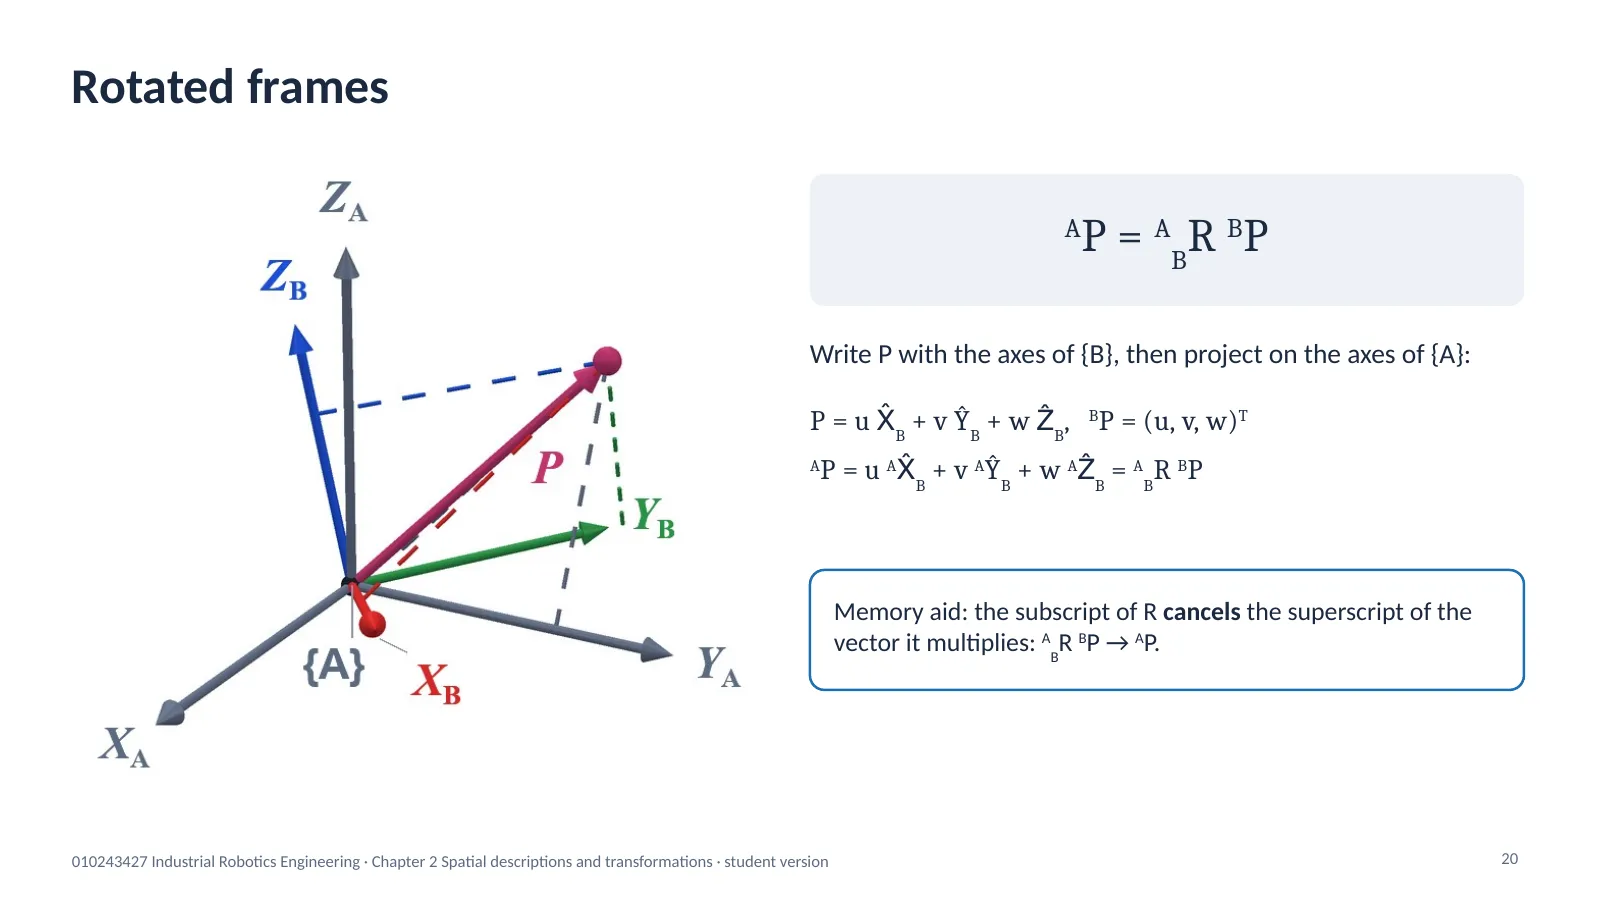 Rotated frames
Z_A
Z_B
P
Y_B
{A}
X_B
Y_A
X_A
ᴬP = ᴬ_BR ᴮP
Write P with the axes of {B}, then project on the axes of {A}:
P = u X̂_B + v Ŷ_B + w Ẑ_B, ᴮP = (u, v, w)ᵀ
ᴬP = u ᴬX̂_B + v ᴬŶ_B + w ᴬẐ_B = ᴬ_BR ᴮP
Memory aid: the subscript of R cancels the superscript of the
vector it multiplies: ᴬ_BR ᴮP → ᴬP.
010243427 Industrial Robotics Engineering · Chapter 2 Spatial descriptions and transformations · student version
20